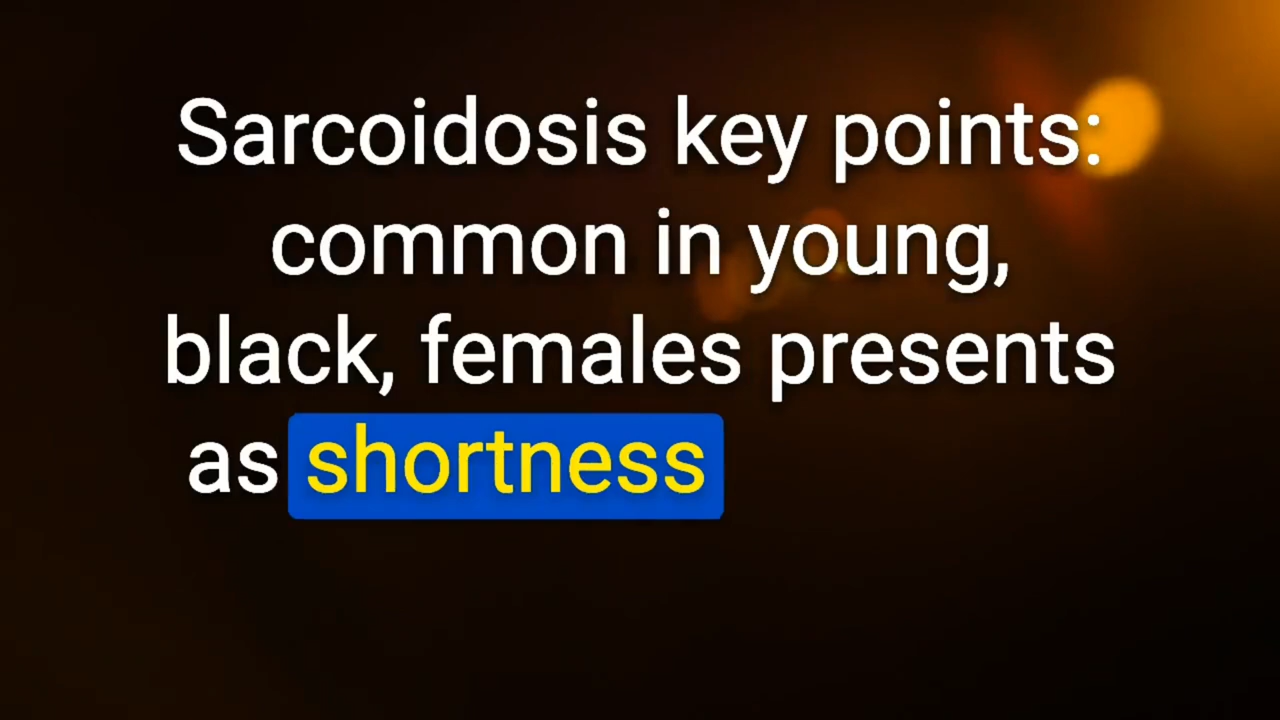 Sarcoidosis key points:
common in young,
black, females presents
as shortness